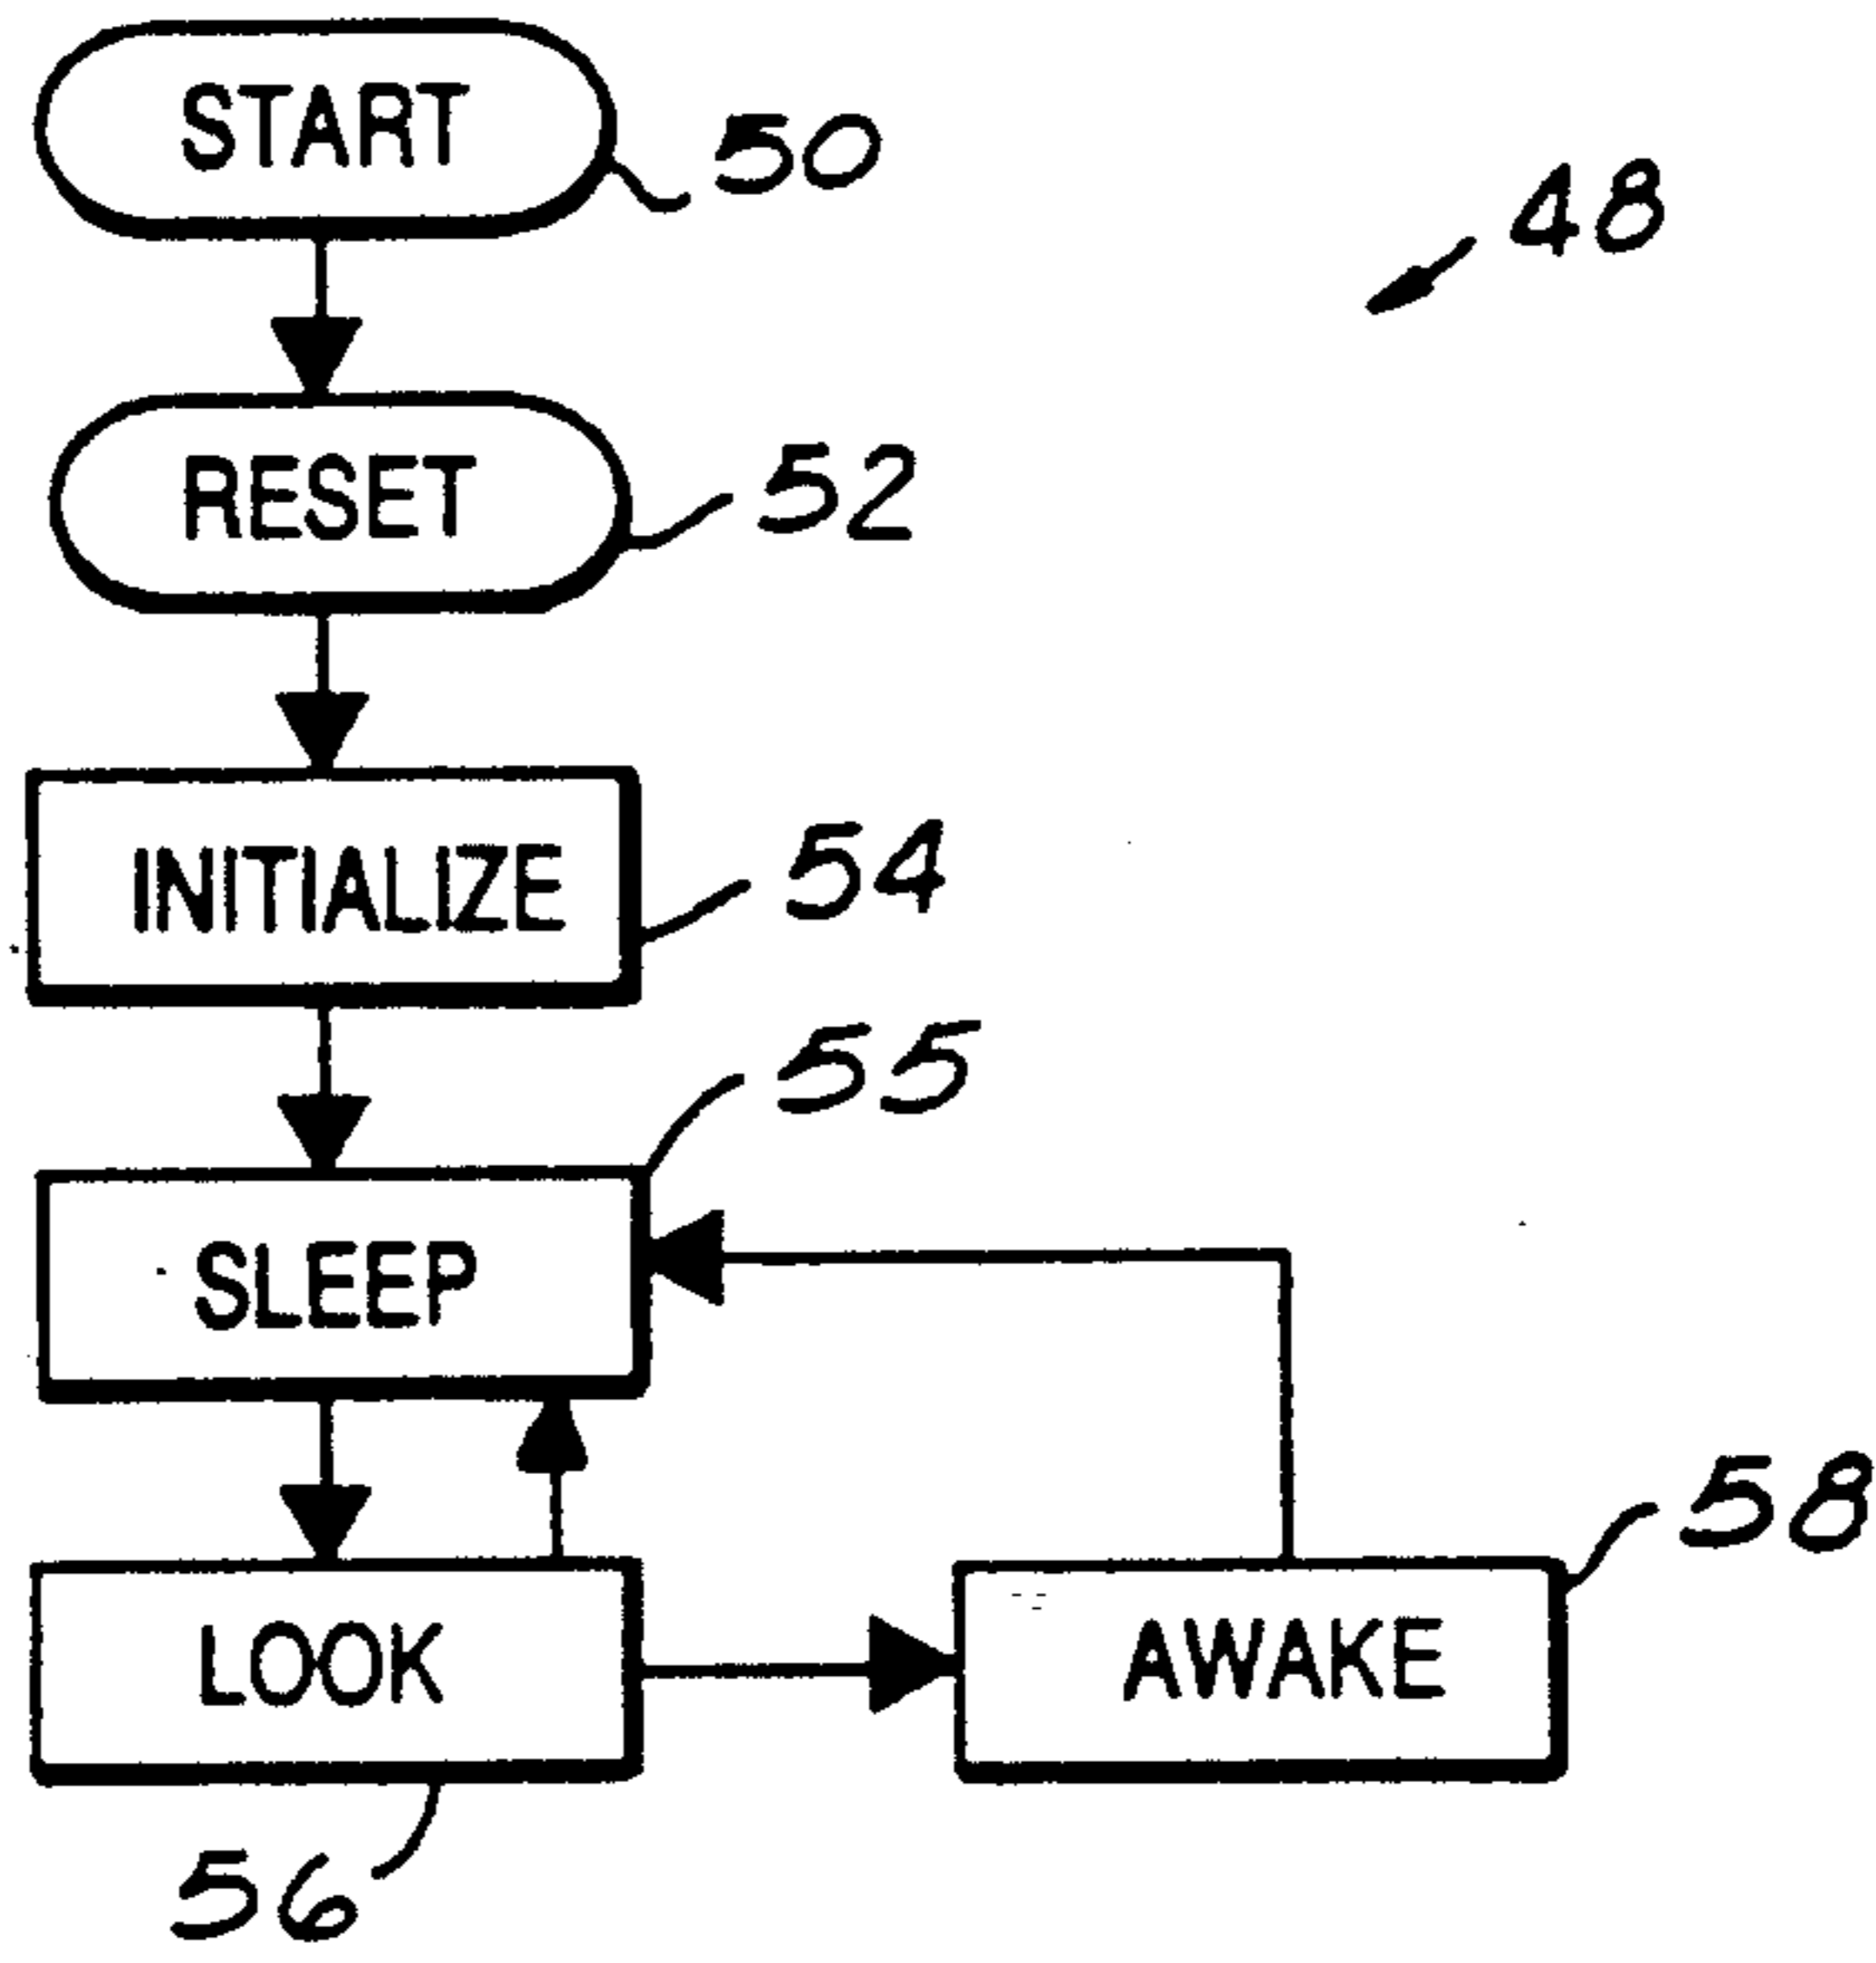 START
50
48
RESET
52
INITIALIZE
54
55
SLEEP
58
LOOK
AWAKE
56